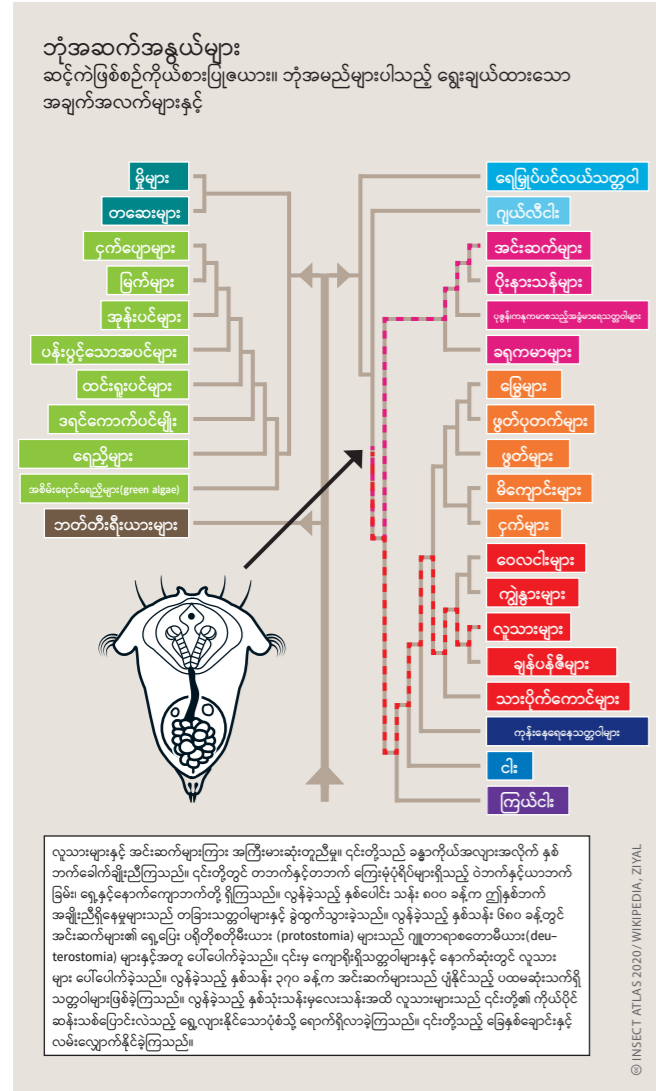 ဘုံအဆက်အနွယ်များ
ဆင့်ကဲဖြစ်စဉ်ကိုယ်စားပြုဇယား။ ဘုံအမည်များပါသည့် ရွေးချယ်ထားသော
အချက်အလက်များနှင့်
မှိုများ
တဆေးများ
ငှက်ပျောများ
မြက်များ
အုန်းပင်များ
ပန်းပွင့်သောအပင်များ
ထင်းရူးပင်များ
ဒရင်ကောက်ပင်မျိုး
ရေညှိများ
အစိမ်းရောင်ရေညှိများ(green algae)
ဘတ်တီးရီးယားများ
ရေမြှုပ်ပင်လယ်သတ္တဝါ
ဂျယ်လီငါး
အင်းဆက်များ
ပိုးနားသန်များ
ပုဇွန်၊ကနုကမာစသည့်အခွံမာရေသတ္တဝါများ
ခရုကမာများ
မြွေများ
ဖွတ်ပုတက်များ
ဖွတ်များ
မိကျောင်းများ
ငှက်များ
ဝေလငါးများ
ကျွဲနွားများ
လူသားများ
ချန်ပန်ဇီများ
သားပိုက်ကောင်များ
ကုန်းနေရေနေသတ္တဝါများ
ငါး
ကြယ်ငါး
လူသားများနှင့် အင်းဆက်များကြား အကြီးမားဆုံးတူညီမှု။ ၎င်းတို့သည် ခန္ဓာကိုယ်အလျားအလိုက် နှစ်
ဘက်ခေါက်ချိုးညီကြသည်။ ၎င်းတို့တွင် တဘက်နှင့်တဘက် ကြေးမုံပုံရိပ်များရှိသည့် ဝဲဘက်နှင့်ယာဘက်
ခြမ်း၊ ရှေ့နှင့်နောက်ကျောဘက်တို့ ရှိကြသည်။ လွန်ခဲ့သည့် နှစ်ပေါင်း သန်း ၈၀၀ ခန့်က ဤနှစ်ဘက်
အချိုးညီရှိနေမှုများသည် တခြားသတ္တဝါများနှင့် ခွဲထွက်သွားခဲ့သည်။ လွန်ခဲ့သည့် နှစ်သန်း ၆၈၀ ခန့်တွင်
အင်းဆက်များ၏ ရှေ့ပြေး ပရိုတိုစတိုမီးယား (protostomia) များသည် ဂျူတာရာစတောမီယား(deu-
terostomia) များနှင့်အတူ ပေါ်ပေါက်ခဲ့သည်။ ၎င်းမှ ကျောရိုးရှိသတ္တဝါများနှင့် နောက်ဆုံးတွင် လူသား
များ ပေါ်ပေါက်ခဲ့သည်။ လွန်ခဲ့သည့် နှစ်သန်း ၃၇၀ ခန့်က အင်းဆက်များသည် ပျံနိုင်သည့် ပထမဆုံးသက်ရှိ
သတ္တဝါများဖြစ်ခဲ့ကြသည်။ လွန်ခဲ့သည့် နှစ်သုံးသန်းမှလေးသန်းအထိ လူသားများသည် ၎င်းတို့၏ ကိုယ်ပိုင်
ဆန်းသစ်ပြောင်းလဲသည့် ရွေ့လျားနိုင်သောပုံစံသို့ ရောက်ရှိလာခဲ့ကြသည်။ ၎င်းတို့သည် ခြေနှစ်ချောင်းနှင့်
လမ်းလျှောက်နိုင်ခဲ့ကြသည်။
© INSECT ATLAS 2020 / WIKIPEDIA, ZIYAL